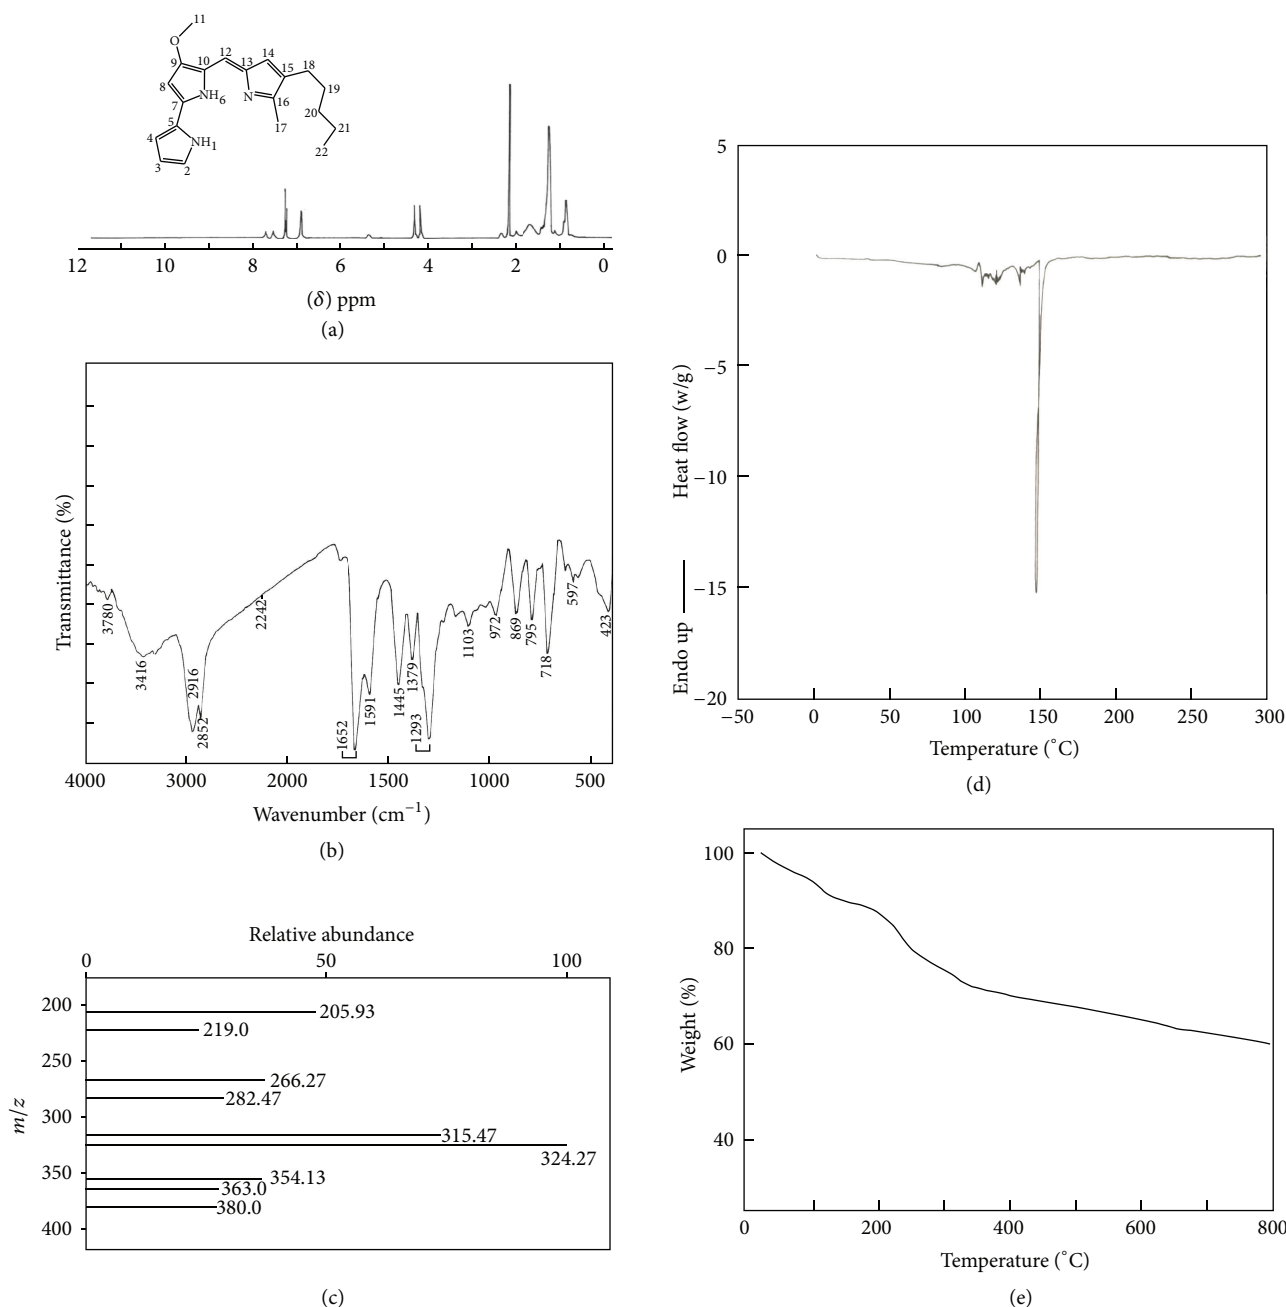 11
O
12
14
9
10
13
18
15
8
19
NH
6
N
7
16
5
20
17
21
4
NH
1
22
3
2
12 10 8 6 4 2 0
(δ) ppm
(a)
Transmittance (%)
3780
3416
2916
2852
2242
1652
1591
1445
1379
1293
1103
972
869
795
718
597
423
4000 3000 2000 1500 1000 500
Wavenumber (cm−1)
(b)
Relative abundance
0 50 100
m/z
200
250
300
350
400
205.93
219.0
266.27
282.47
315.47
324.27
354.13
363.0
380.0
(c)
5
0
−5
−10
−15
−20
Heat flow (w/g)
Endo up
−50 0 50 100 150 200 250 300
Temperature (°C)
(d)
100
80
60
40
Weight (%)
0 200 400 600 800
Temperature (°C)
(e)